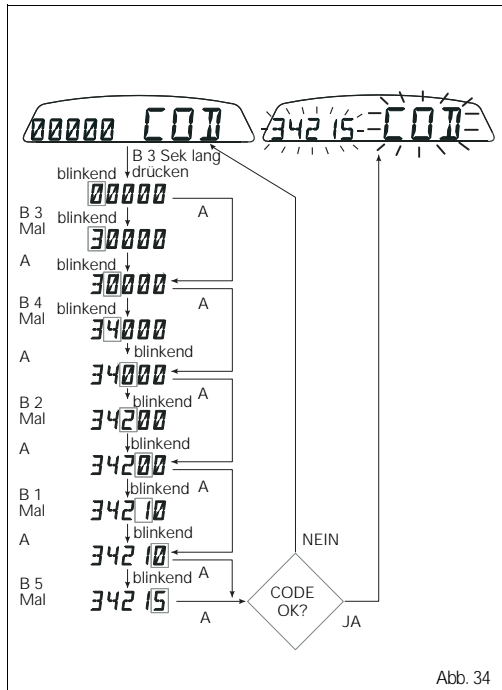 00000 COD
34215 COD
B 3 Sek lang
drücken
blinkend
00000
A
B 3
Mal
blinkend
30000
A
blinkend
30000
A
B 4
Mal
blinkend
34000
A
blinkend
34000
A
B 2
Mal
blinkend
34200
A
blinkend
34200
A
B 1
Mal
blinkend
34210
A
blinkend
34210
A
B 5
Mal
blinkend
34215
A
CODE
OK?
NEIN
JA
Abb. 34